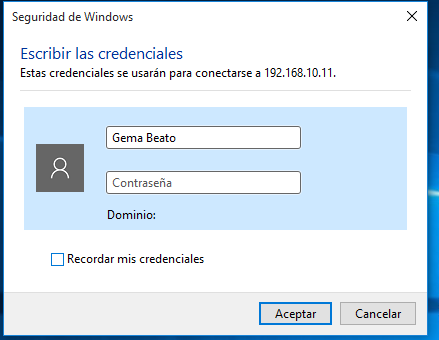 Seguridad de Windows
Escribir las credenciales
Estas credenciales se usarán para conectarse a 192.168.10.11.
Gema Beato
Contraseña
Dominio:
Recordar mis credenciales
Aceptar
Cancelar